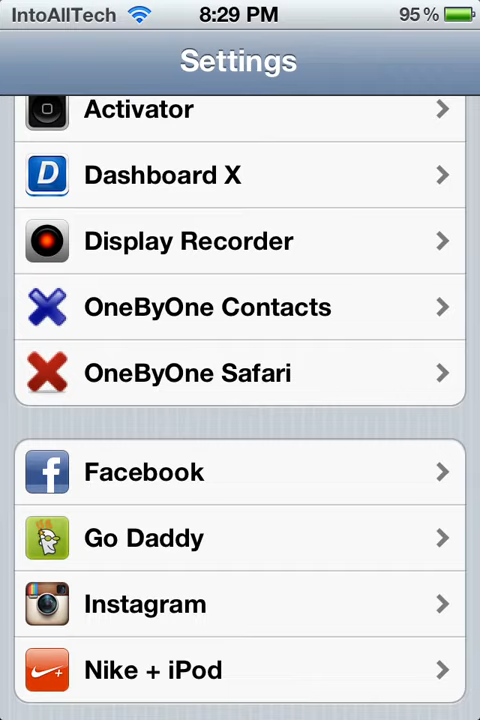 IntoAllTech 8:29 PM 95%
Settings
Activator
D Dashboard X
Display Recorder
OneByOne Contacts
OneByOne Safari
f Facebook
Go Daddy
Instagram
Nike + iPod